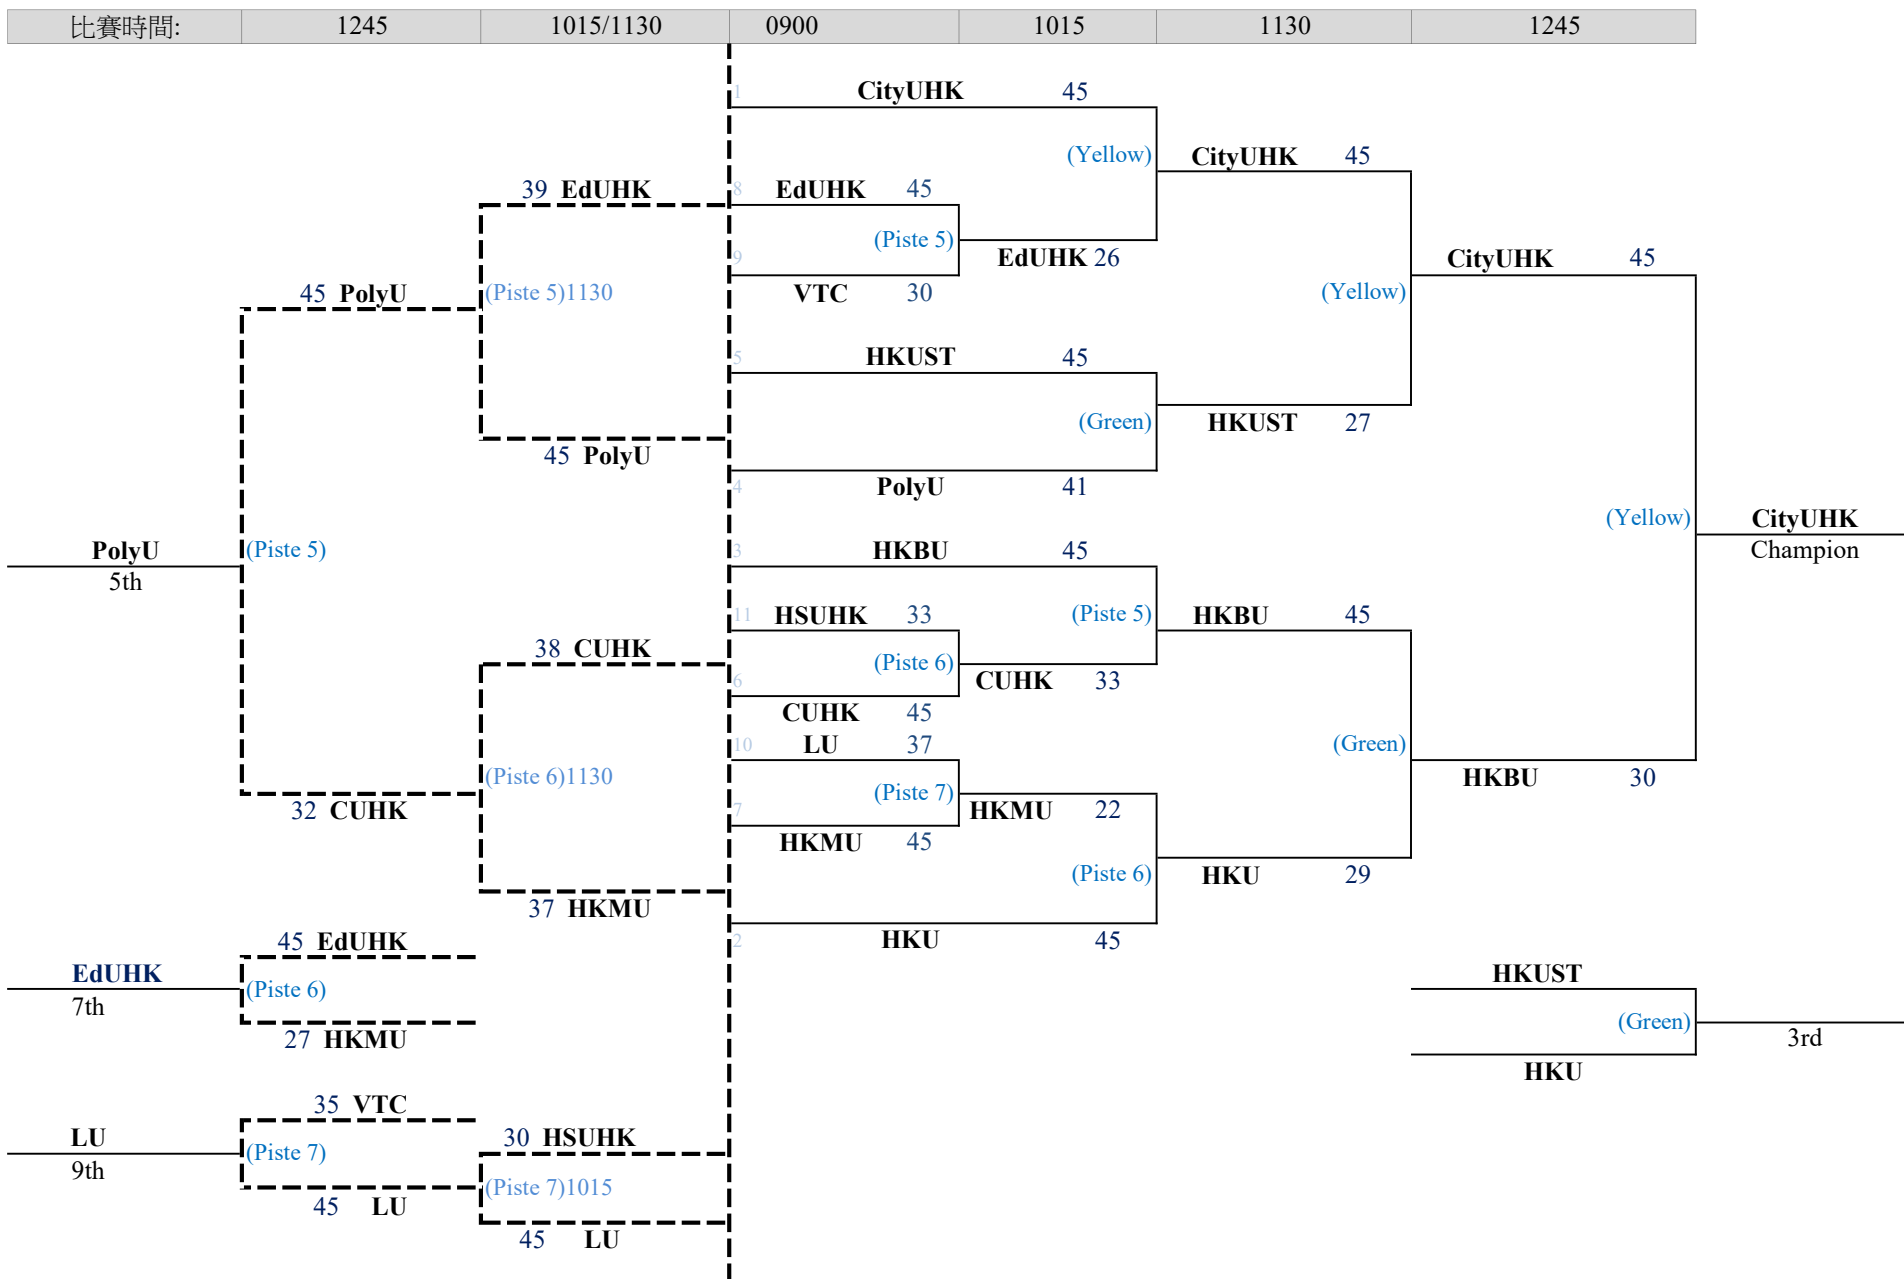 比賽時間: 1245 1015/1130 0900 1015 1130 1245
1 CityUHK 45
(Yellow) CityUHK 45
39 EdUHK 8 EdUHK 45
(Piste 5)
9 EdUHK 26 CityUHK 45
45 PolyU (Piste 5)1130 VTC 30 (Yellow)
5 HKUST 45
(Green) HKUST 27
45 PolyU
4 PolyU 41
(Yellow) CityUHK
PolyU (Piste 5) 3 HKBU 45 Champion
5th
11 HSUHK 33 (Piste 5) HKBU 45
38 CUHK (Piste 6)
6 CUHK 33
CUHK 45
10 LU 37 (Green)
(Piste 6)1130 HKBU 30
(Piste 7)
32 CUHK 7 HKMU 22
HKMU 45
(Piste 6) HKU 29
37 HKMU
2 HKU 45
45 EdUHK
EdUHK HKUST
(Piste 6)
7th
(Green)
27 HKMU 3rd
HKU
35 VTC
LU 30 HSUHK
(Piste 7)
9th
(Piste 7)1015
45 LU
45 LU